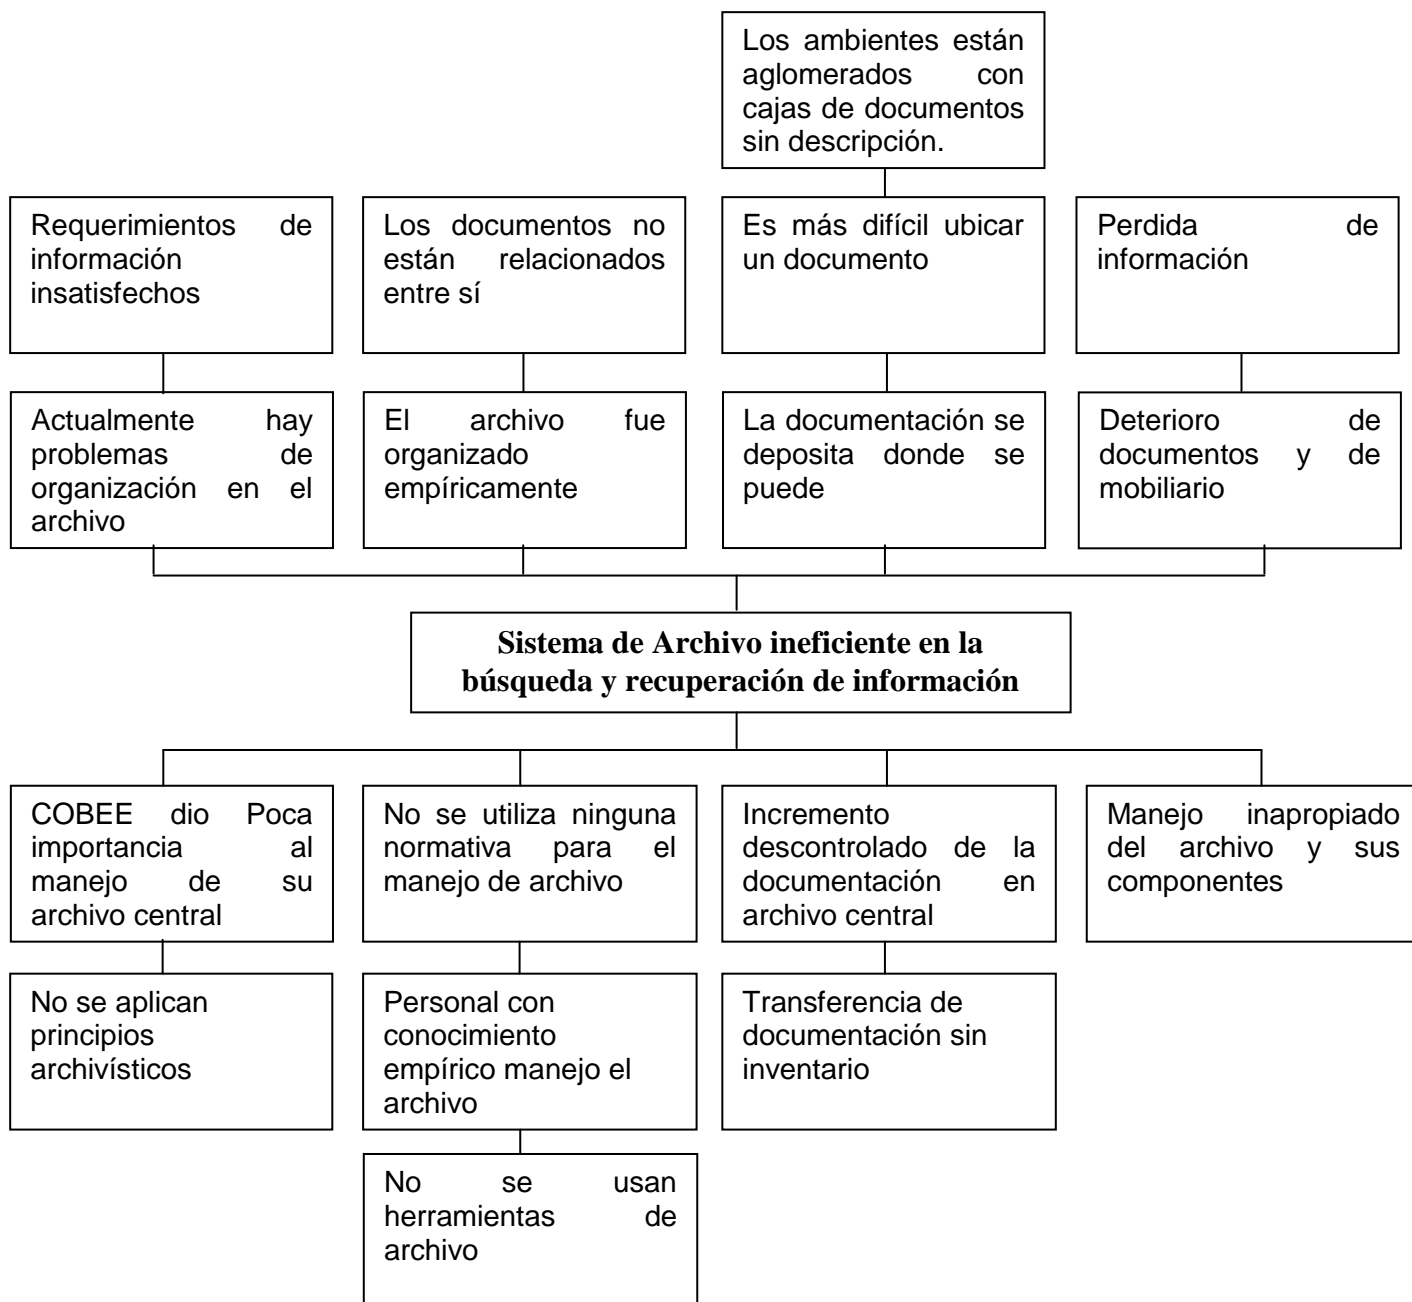 Los ambientes están
aglomerados con
cajas de documentos
sin descripción.
Requerimientos de
información
insatisfechos
Los documentos no
están relacionados
entre sí
Es más difícil ubicar
un documento
Perdida de
información
Actualmente hay
problemas de
organización en el
archivo
El archivo fue
organizado
empíricamente
La documentación se
deposita donde se
puede
Deterioro de
documentos y de
mobiliario
Sistema de Archivo ineficiente en la
búsqueda y recuperación de información
COBEE dio Poca
importancia al
manejo de su
archivo central
No se utiliza ninguna
normativa para el
manejo de archivo
Incremento
descontrolado de la
documentación en
archivo central
Manejo inapropiado
del archivo y sus
componentes
No se aplican
principios
archivísticos
Personal con
conocimiento
empírico manejo el
archivo
Transferencia de
documentación sin
inventario
No se usan
herramientas de
archivo